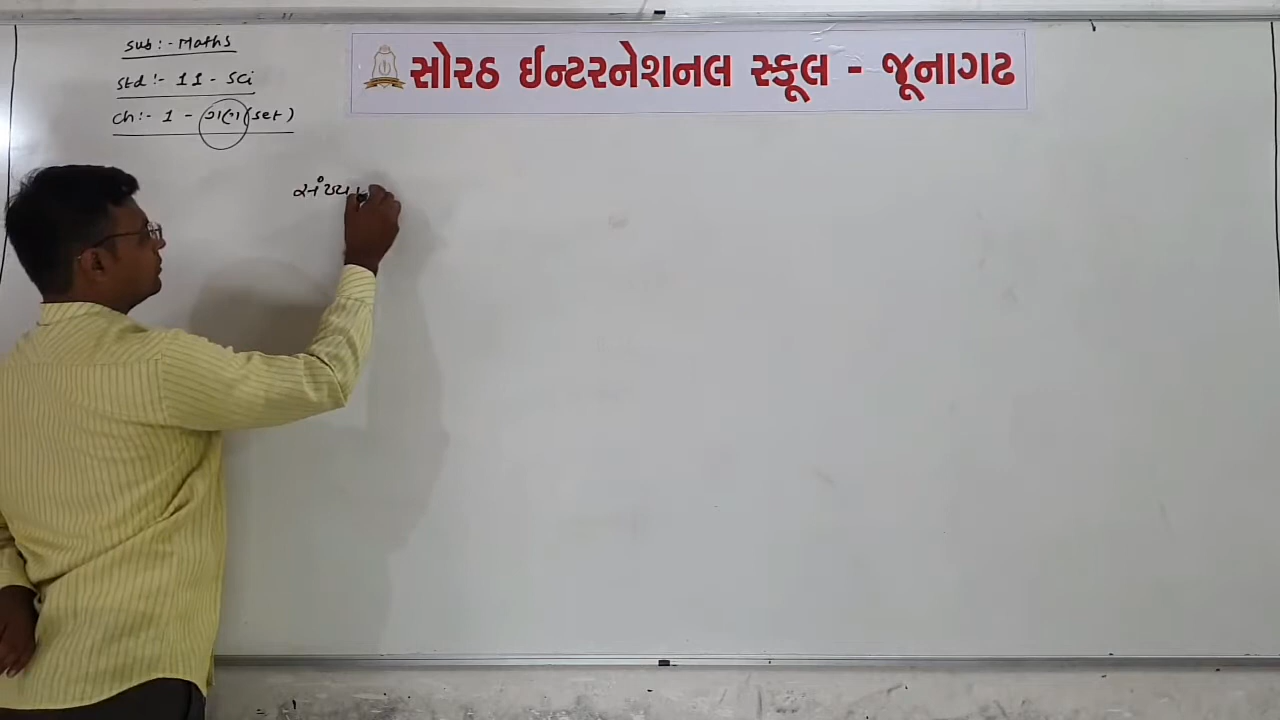 Sub :- Maths
Std :- 11 - Sci
Ch :- 1 - ગણ (Set)
સોરઠ ઈન્ટરનેશનલ સ્કૂલ - જૂનાગઢ